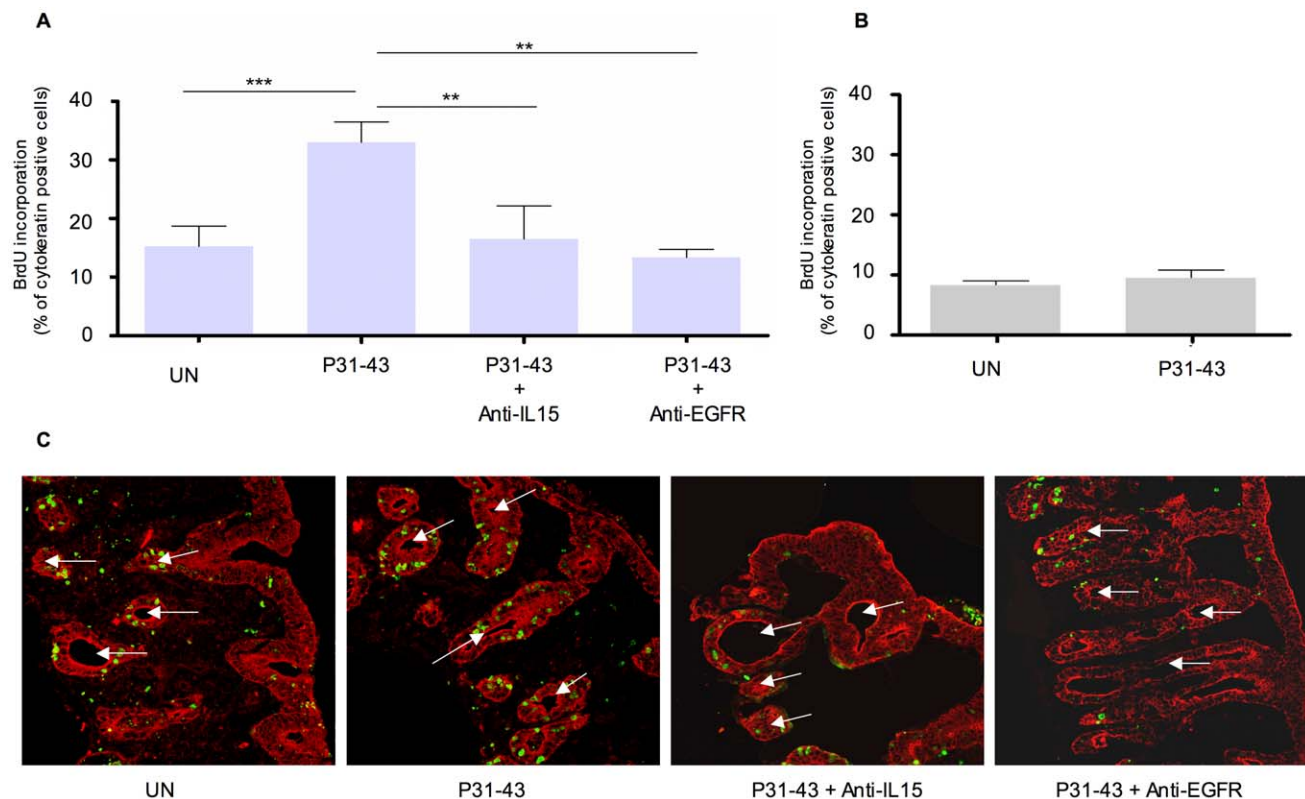 A
B
**
***
**
40
30
20
10
0
BrdU incorporation
(% of cytokeratin positive cells)
UN
P31-43
P31-43
+
Anti-IL15
P31-43
+
Anti-EGFR
40
30
20
10
0
BrdU incorporation
(% of cytokeratin positive cells)
UN
P31-43
C
UN
P31-43
P31-43 + Anti-IL15
P31-43 + Anti-EGFR